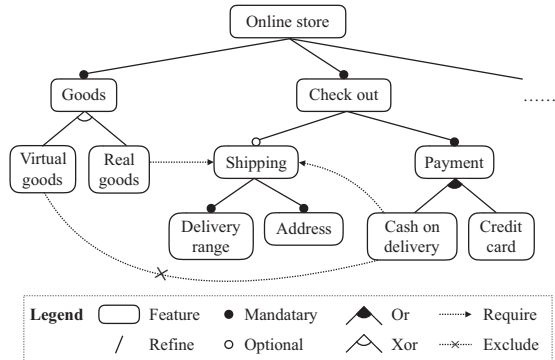 Online store
Goods
Check out
......
Virtual goods
Real goods
Shipping
Payment
Delivery range
Address
Cash on delivery
Credit card
Legend Feature Mandatary Or Require
Refine Optional Xor Exclude